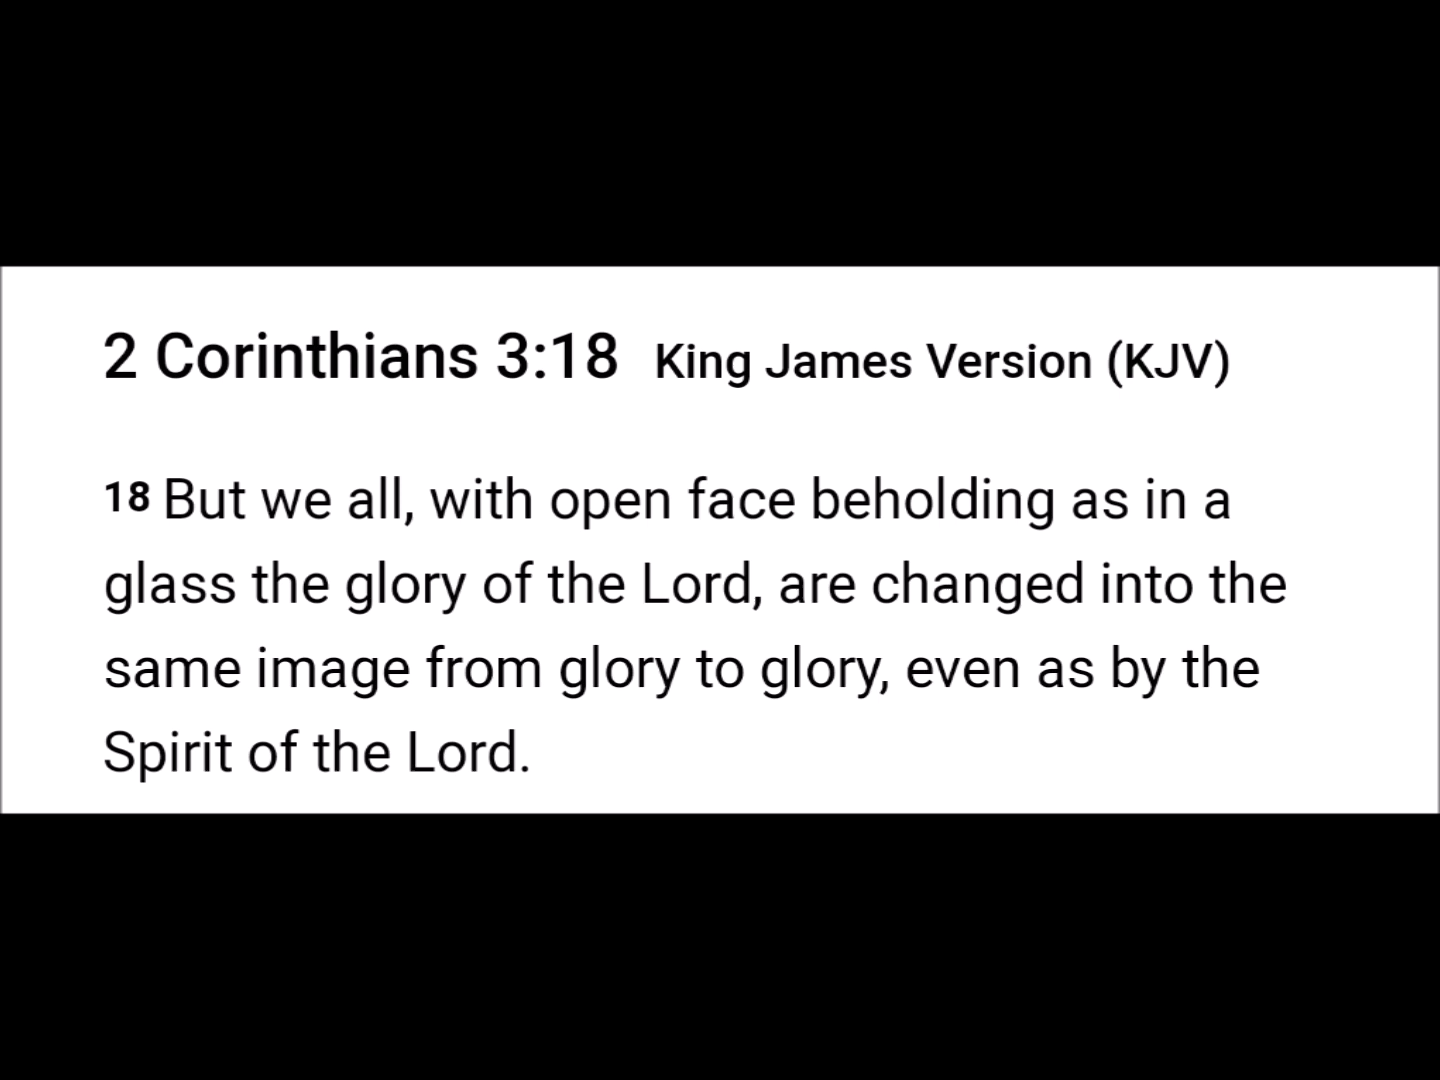 2 Corinthians 3:18 King James Version (KJV)
18 But we all, with open face beholding as in a
glass the glory of the Lord, are changed into the
same image from glory to glory, even as by the
Spirit of the Lord.